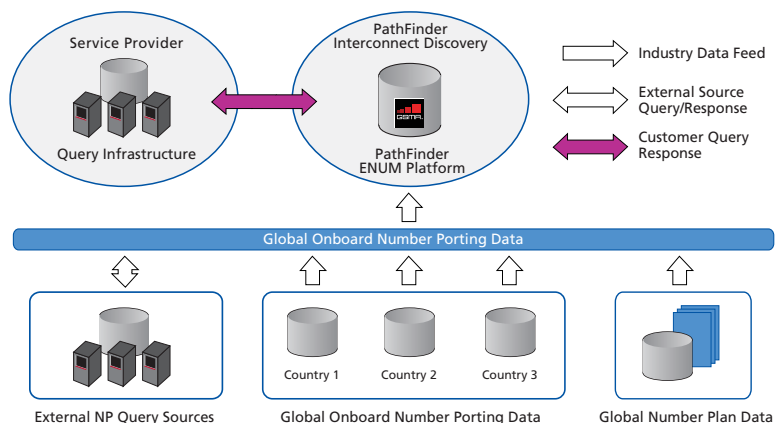 Service Provider
Query Infrastructure
PathFinder
Interconnect Discovery
GSMA
PathFinder
ENUM Platform
Industry Data Feed
External Source
Query/Response
Customer Query
Response
Global Onboard Number Porting Data
Country 1
Country 2
Country 3
External NP Query Sources
Global Onboard Number Porting Data
Global Number Plan Data